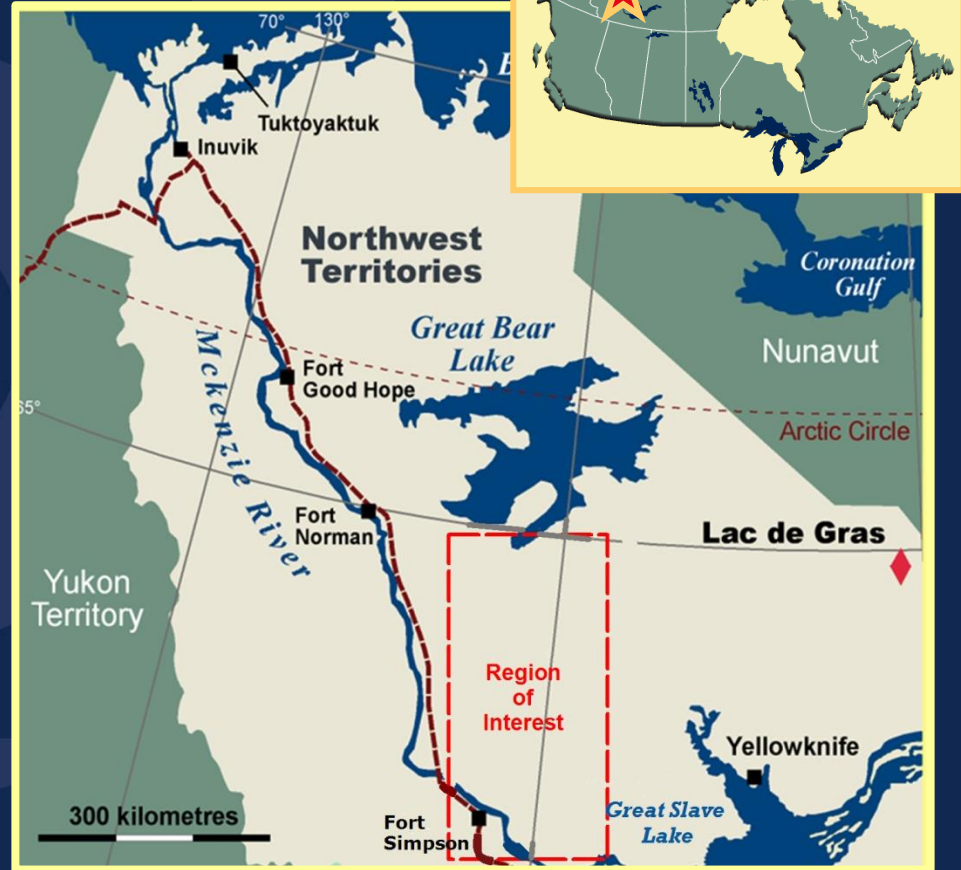 70°
130°
B
Tuktoyaktuk
Inuvik
Northwest
Territories
Coronation
Gulf
Great Bear
Lake
Nunavut
Mckenzie River
Fort
Good Hope
65°
Arctic Circle
Fort
Norman
Lac de Gras
Yukon
Territory
Region
of
Interest
Yellowknife
300 kilometres
Great Slave
Lake
Fort
Simpson